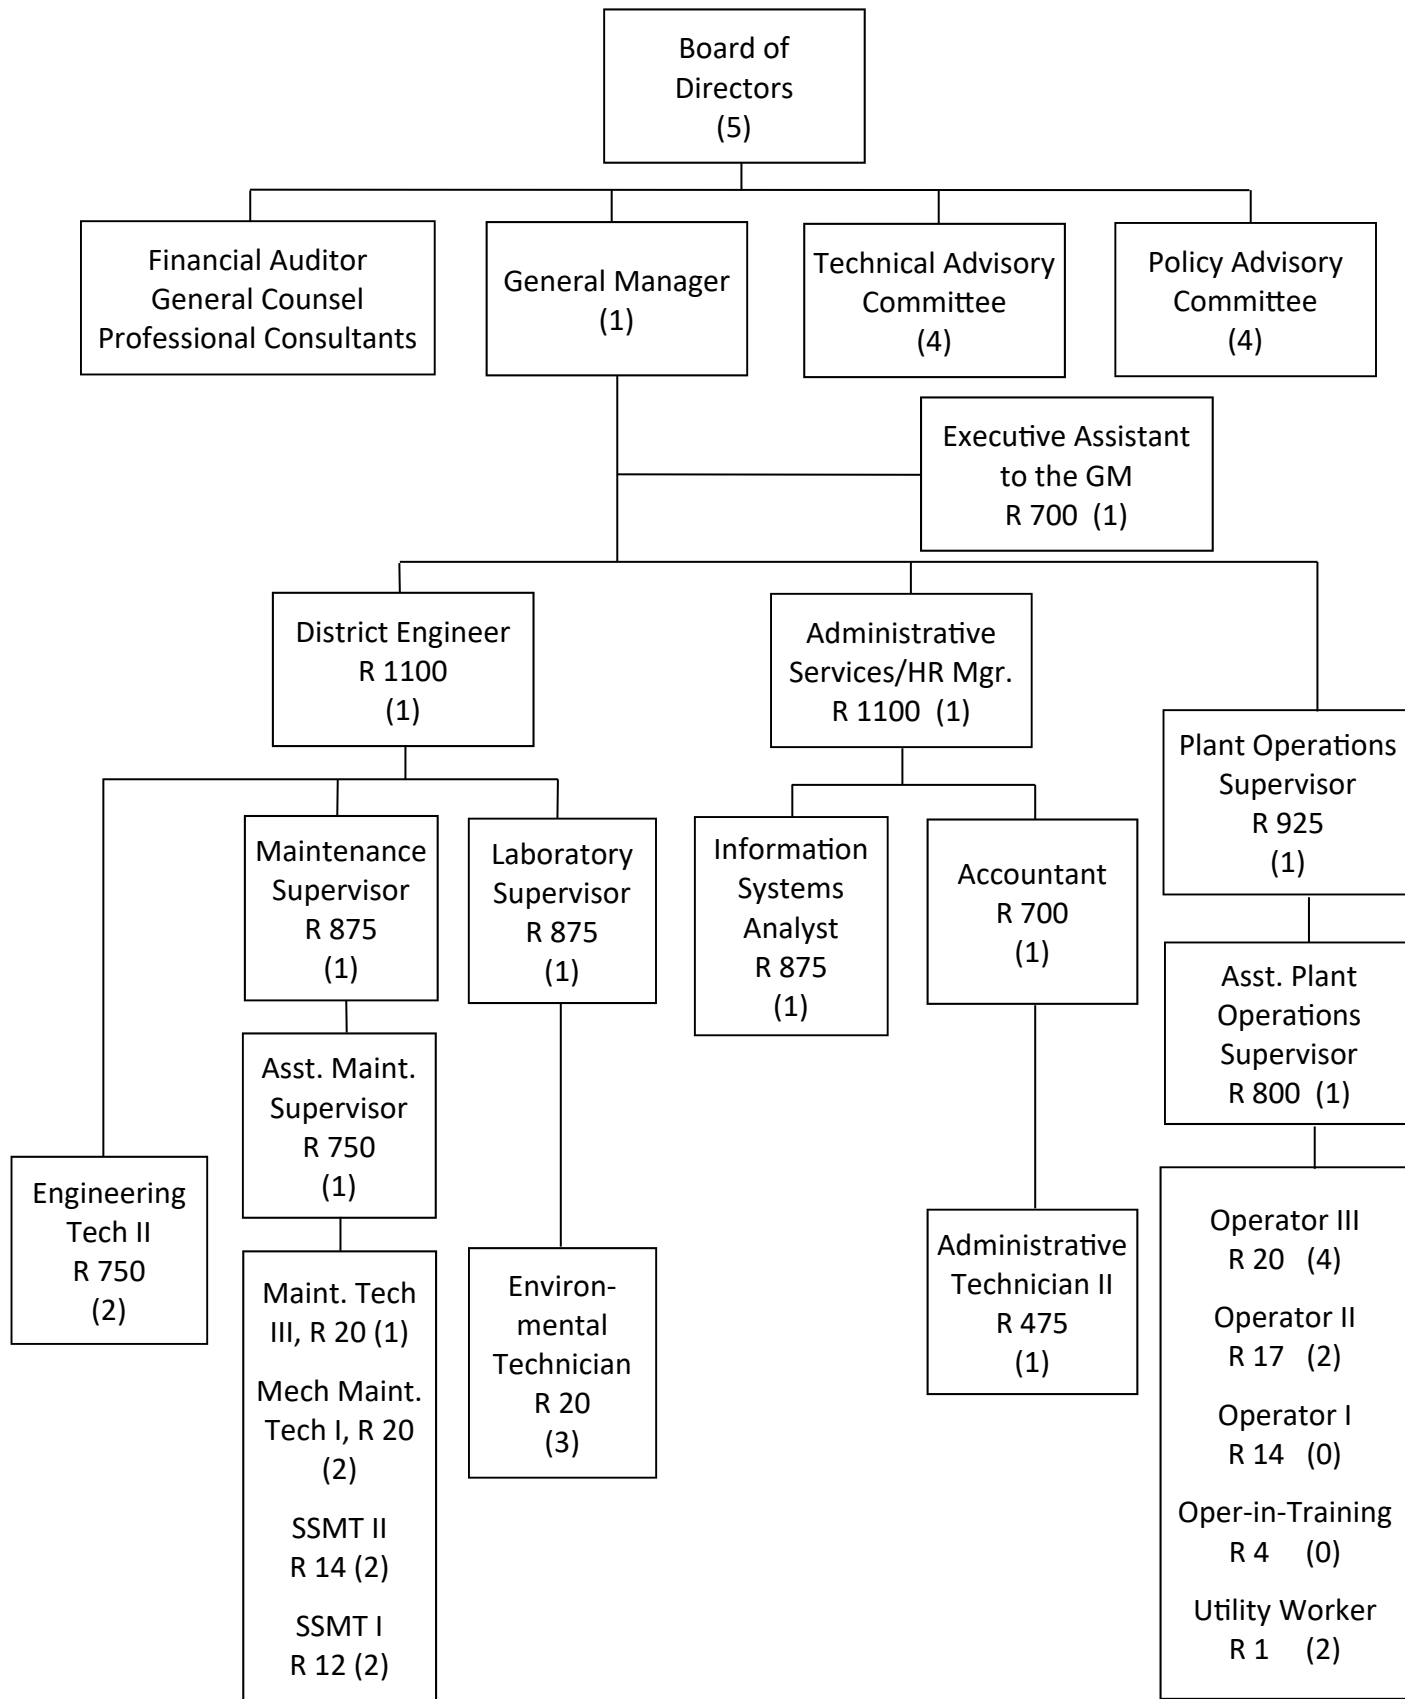 Board of
Directors
(5)
Financial Auditor
General Counsel
Professional Consultants
General Manager
(1)
Technical Advisory
Committee
(4)
Policy Advisory
Committee
(4)
Executive Assistant
to the GM
R 700 (1)
District Engineer
R 1100
(1)
Administrative
Services/HR Mgr.
R 1100 (1)
Plant Operations
Supervisor
R 925
(1)
Maintenance
Supervisor
R 875
(1)
Laboratory
Supervisor
R 875
(1)
Information
Systems
Analyst
R 875
(1)
Accountant
R 700
(1)
Asst. Plant
Operations
Supervisor
R 800 (1)
Asst. Maint.
Supervisor
R 750
(1)
Engineering
Tech II
R 750
(2)
Maint. Tech
III, R 20 (1)
Mech Maint.
Tech I, R 20
(2)
SSMT II
R 14 (2)
SSMT I
R 12 (2)
Environ-
mental
Technician
R 20
(3)
Administrative
Technician II
R 475
(1)
Operator III
R 20 (4)
Operator II
R 17 (2)
Operator I
R 14 (0)
Oper-in-Training
R 4 (0)
Utility Worker
R 1 (2)